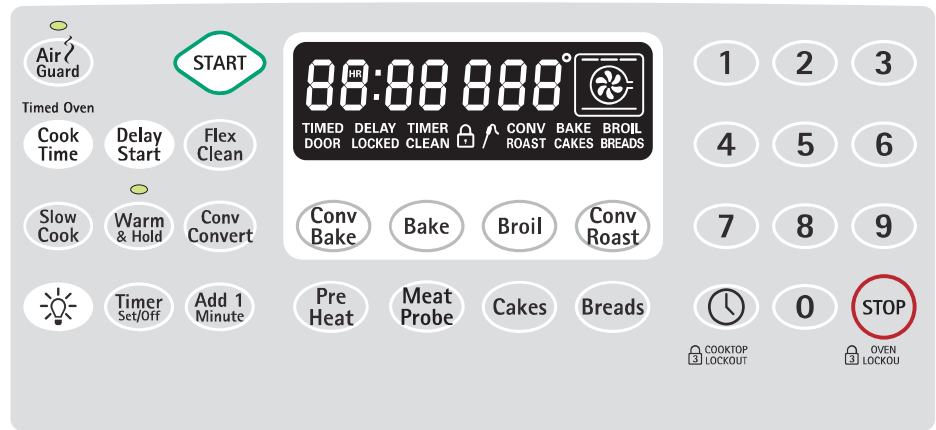 Air
Guard
START
88:88 888°
HR
TIMED DELAY TIMER CONV BAKE BROIL
DOOR LOCKED CLEAN ROAST CAKES BREADS
1 2 3
Timed Oven
Cook
Time
Delay
Start
Flex
Clean
4 5 6
Slow
Cook
Warm
& Hold
Conv
Convert
Conv
Bake
Bake
Broil
Conv
Roast
7 8 9
Timer
Set/Off
Add 1
Minute
Pre
Heat
Meat
Probe
Cakes
Breads
0
STOP
3
COOKTOP
LOCKOUT
3
OVEN
LOCKOU